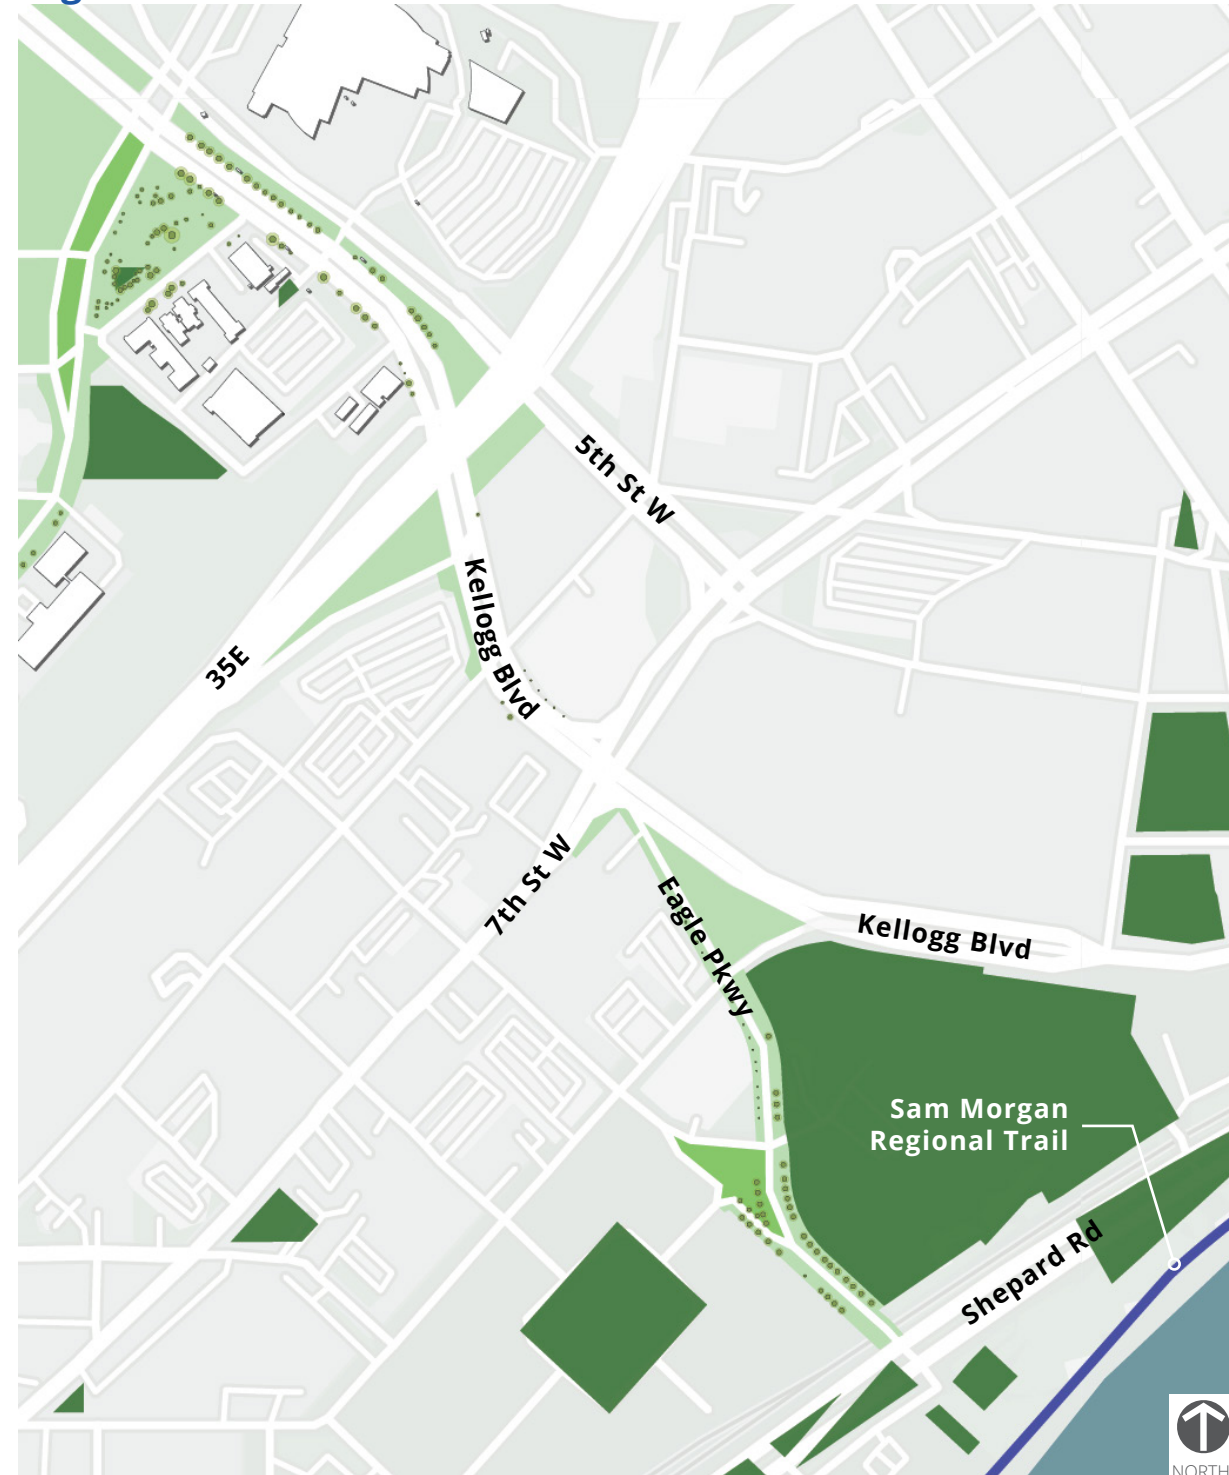 5th St W
Kellogg Blvd
35E
7th St W
Eagle Pkwy
Kellogg Blvd
Sam Morgan
Regional Trail
Shepard Rd
NORTH